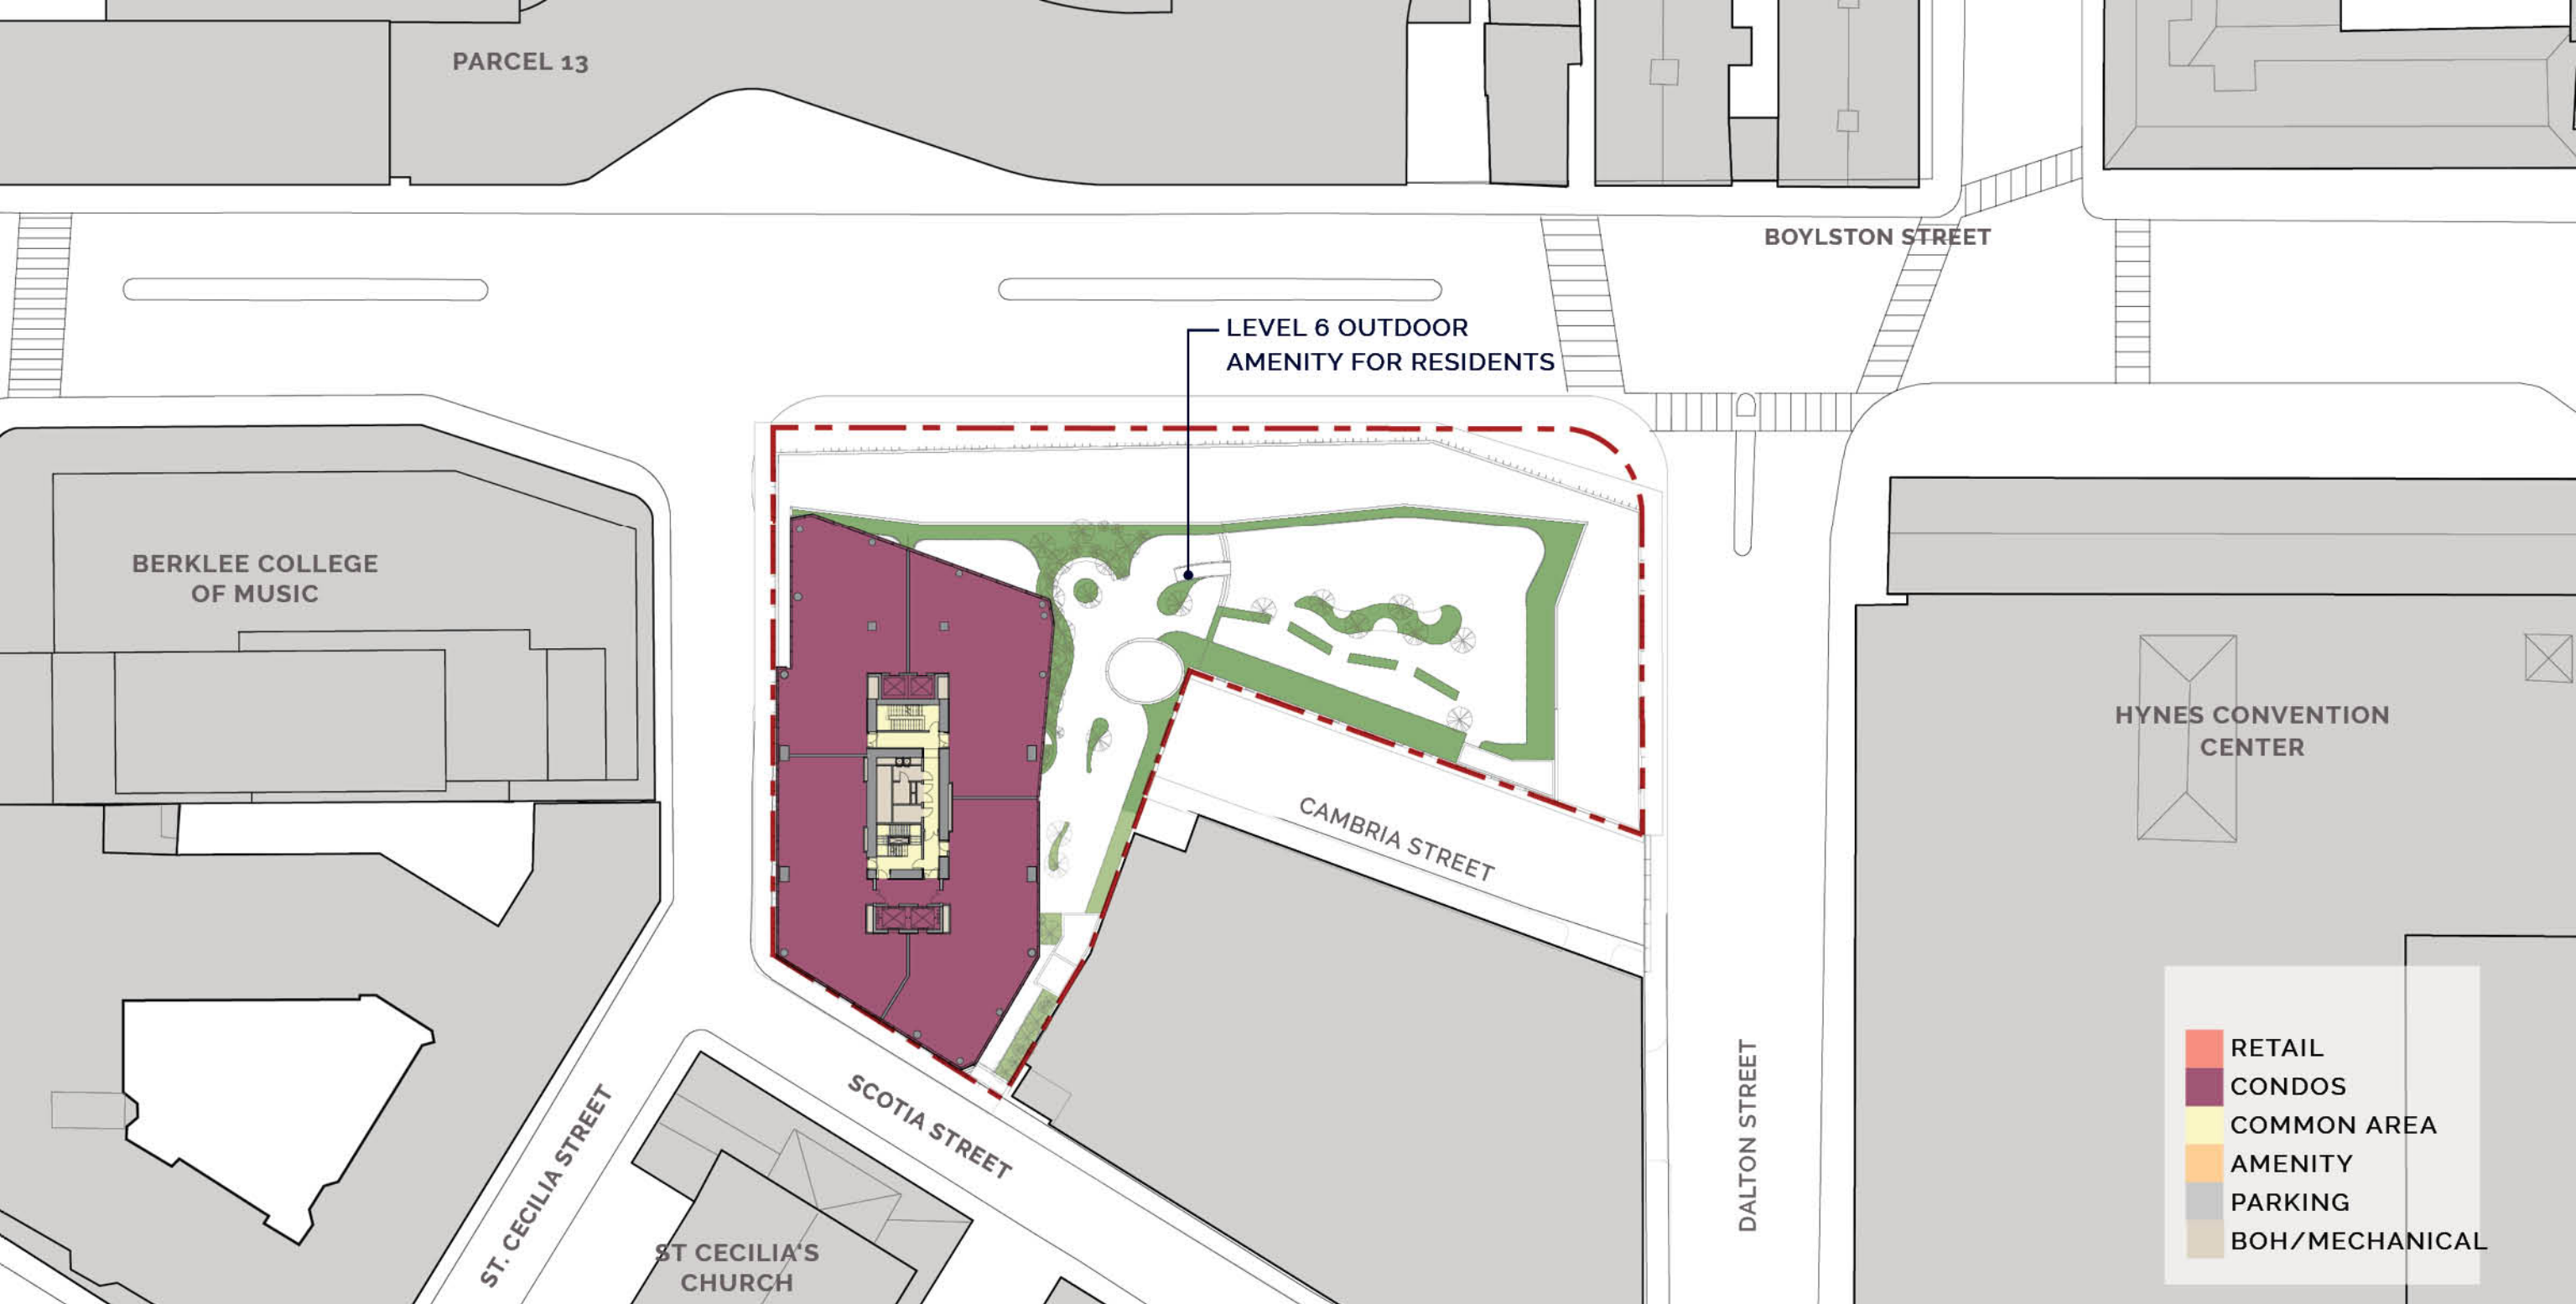 PARCEL 13
BOYLSTON STREET
LEVEL 6 OUTDOOR
AMENITY FOR RESIDENTS
BERKLEE COLLEGE
OF MUSIC
HYNES CONVENTION
CENTER
CAMBRIA STREET
SCOTIA STREET
ST. CECILIA STREET
DALTON STREET
ST CECILIA'S
CHURCH
RETAIL
CONDOS
COMMON AREA
AMENITY
PARKING
BOH/MECHANICAL